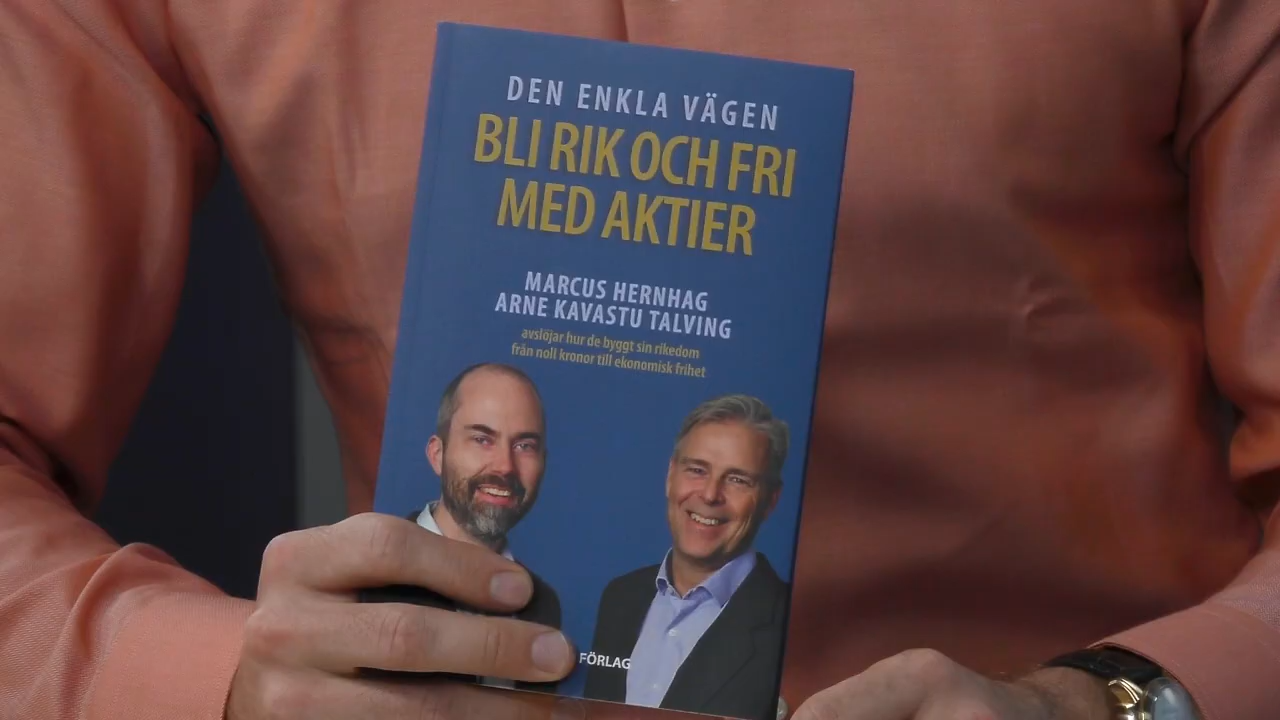 DEN ENKLA VÄGEN
BLI RIK OCH FRI
MED AKTIER
MARCUS HERNHAG
ARNE KAVASTU TALVING
avslöjar hur de byggt sin rikedom
från noll kronor till ekonomisk frihet
FÖRLAG